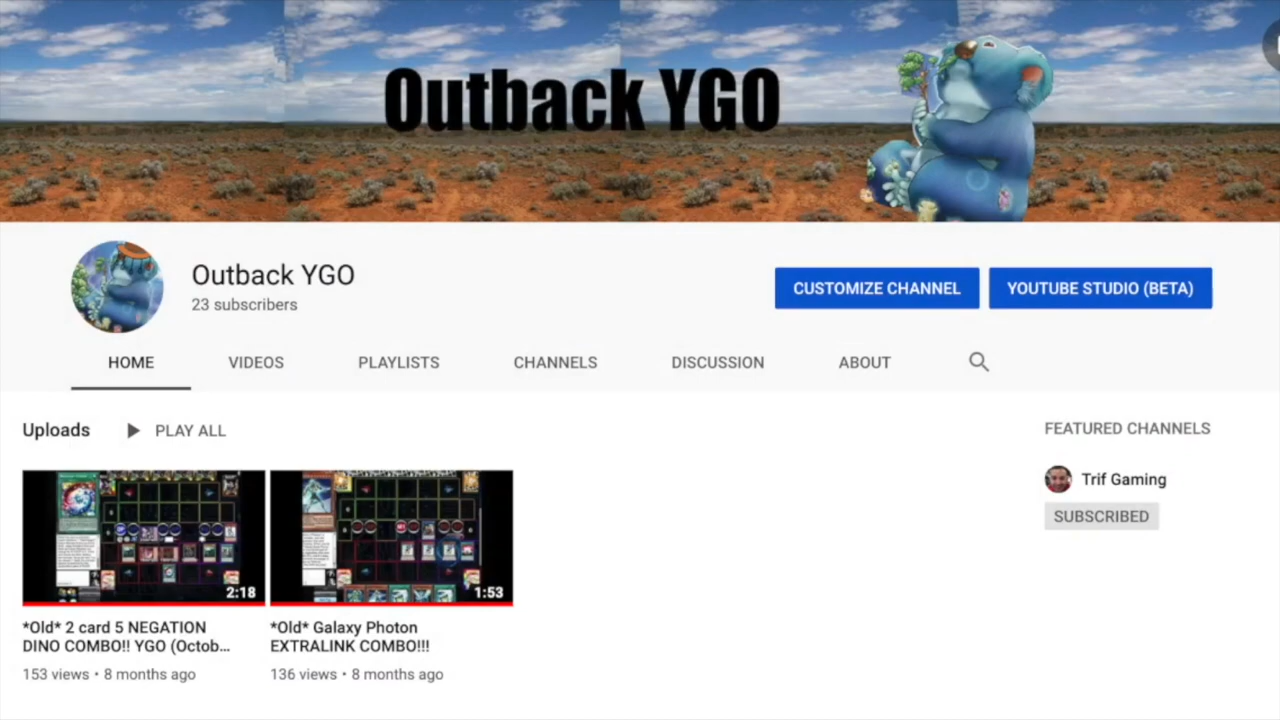 Outback YGO
Outback YGO
23 subscribers
CUSTOMIZE CHANNEL
YOUTUBE STUDIO (BETA)
HOME
VIDEOS
PLAYLISTS
CHANNELS
DISCUSSION
ABOUT
Uploads
PLAY ALL
FEATURED CHANNELS
Trif Gaming
SUBSCRIBED
2:18
1:53
*Old* 2 card 5 NEGATION
DINO COMBO!! YGO (Octob...
153 views • 8 months ago
*Old* Galaxy Photon
EXTRALINK COMBO!!!
136 views • 8 months ago